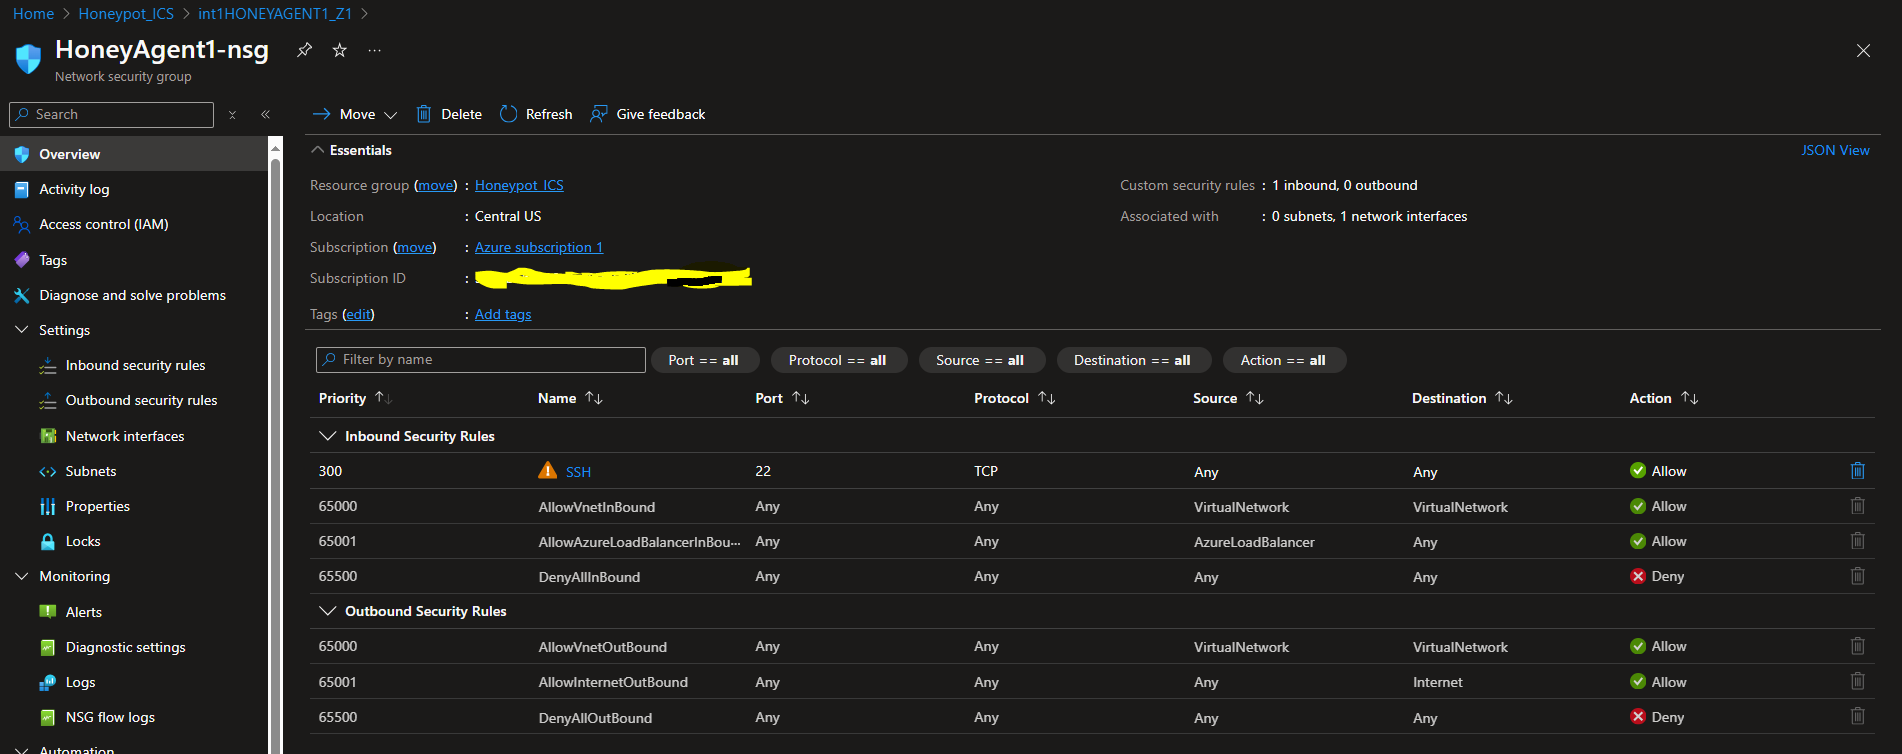 Home > Honeypot_ICS > int1HONEYAGENT1_Z1 >
HoneyAgent1-nsg
Network security group
Search
Move Delete Refresh Give feedback
Overview
Activity log
Access control (IAM)
Tags
Diagnose and solve problems
Settings
Inbound security rules
Outbound security rules
Network interfaces
Subnets
Properties
Locks
Monitoring
Alerts
Diagnostic settings
Logs
NSG flow logs
Automation
Essentials JSON View
Resource group (move) : Honeypot_ICS
Location : Central US
Subscription (move) : Azure subscription 1
Subscription ID :
Tags (edit) : Add tags
Custom security rules : 1 inbound, 0 outbound
Associated with : 0 subnets, 1 network interfaces
Filter by name Port == all Protocol == all Source == all Destination == all Action == all
Priority Name Port Protocol Source Destination Action
Inbound Security Rules
300 SSH 22 TCP Any Any Allow
65000 AllowVnetInBound Any Any VirtualNetwork VirtualNetwork Allow
65001 AllowAzureLoadBalancerInBou... Any Any AzureLoadBalancer Any Allow
65500 DenyAllInBound Any Any Any Any Deny
Outbound Security Rules
65000 AllowVnetOutBound Any Any VirtualNetwork VirtualNetwork Allow
65001 AllowInternetOutBound Any Any Any Internet Allow
65500 DenyAllOutBound Any Any Any Any Deny